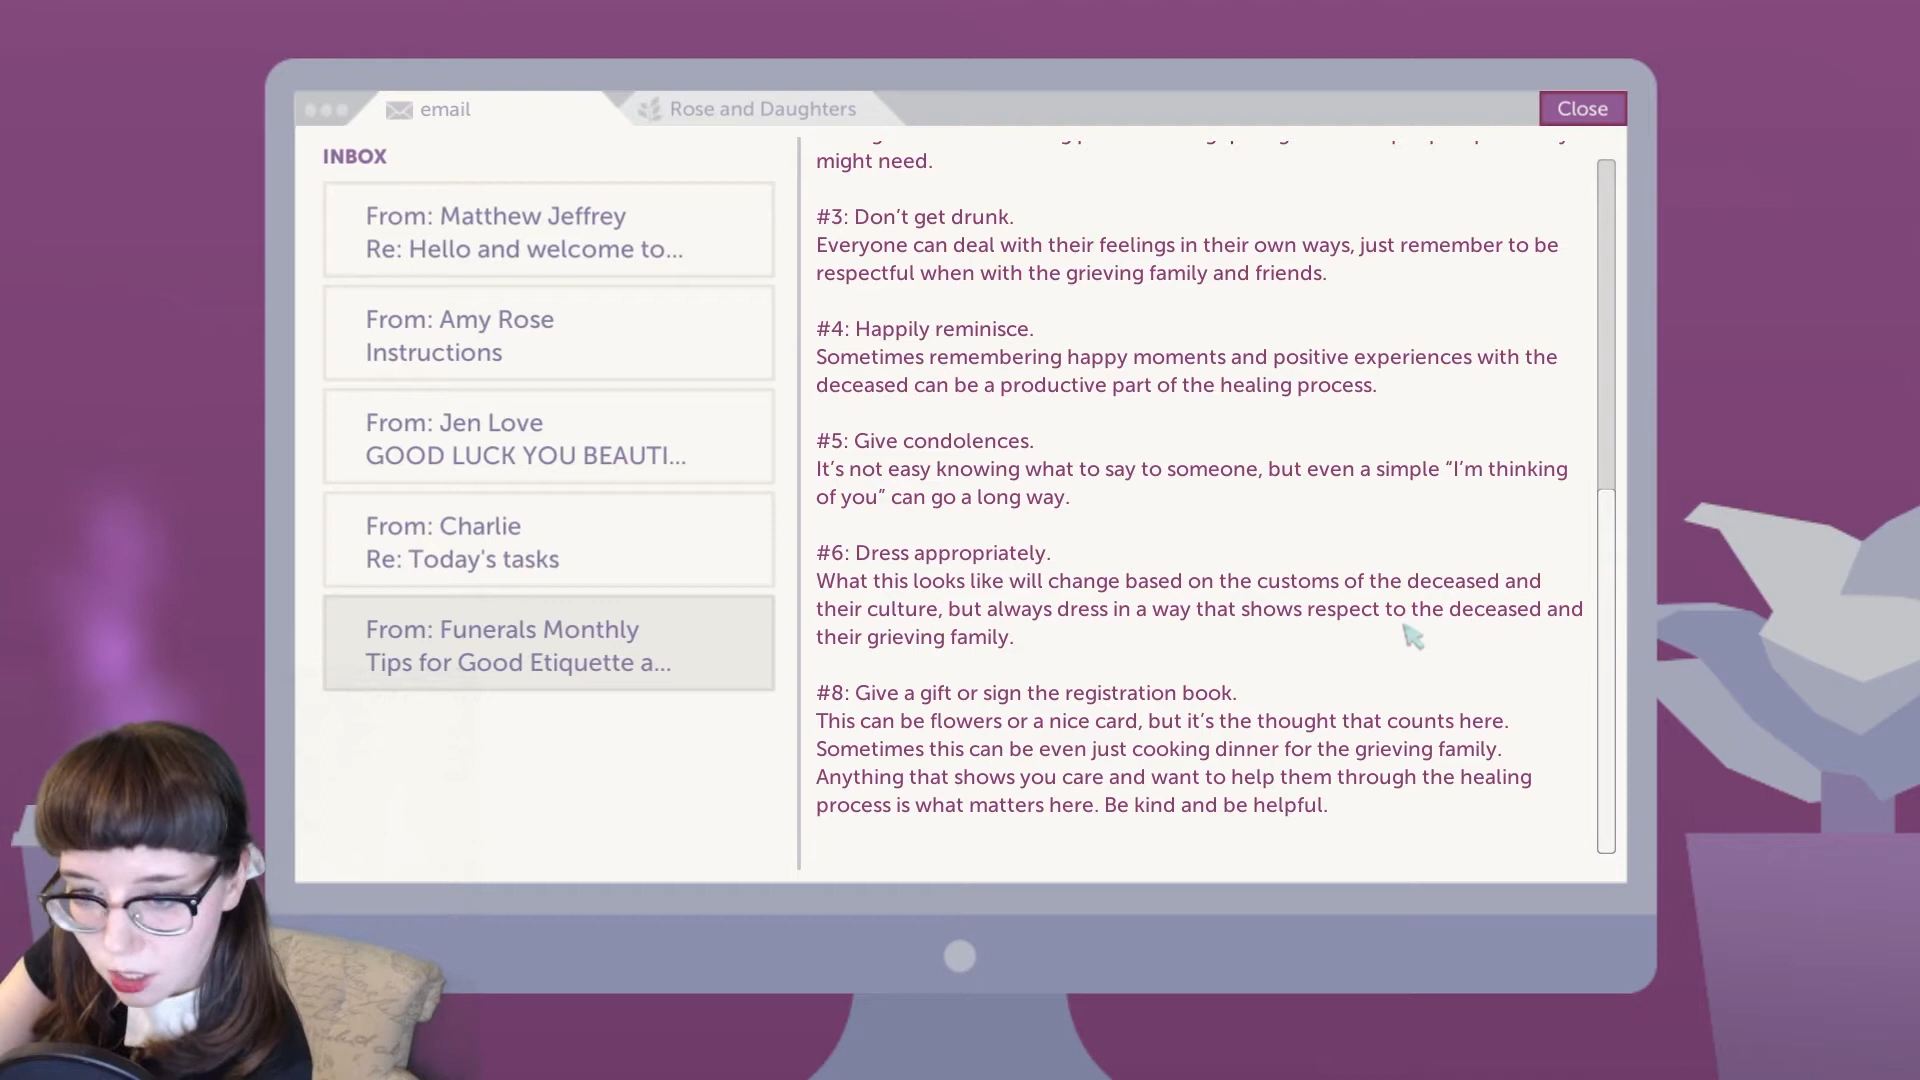 email
Rose and Daughters
Close
INBOX
From: Matthew Jeffrey
Re: Hello and welcome to...
From: Amy Rose
Instructions
From: Jen Love
GOOD LUCK YOU BEAUTI...
From: Charlie
Re: Today's tasks
From: Funerals Monthly
Tips for Good Etiquette a...
might need.
#3: Don’t get drunk.
Everyone can deal with their feelings in their own ways, just remember to be
respectful when with the grieving family and friends.
#4: Happily reminisce.
Sometimes remembering happy moments and positive experiences with the
deceased can be a productive part of the healing process.
#5: Give condolences.
It’s not easy knowing what to say to someone, but even a simple “I’m thinking
of you” can go a long way.
#6: Dress appropriately.
What this looks like will change based on the customs of the deceased and
their culture, but always dress in a way that shows respect to the deceased and
their grieving family.
#8: Give a gift or sign the registration book.
This can be flowers or a nice card, but it’s the thought that counts here.
Sometimes this can be even just cooking dinner for the grieving family.
Anything that shows you care and want to help them through the healing
process is what matters here. Be kind and be helpful.